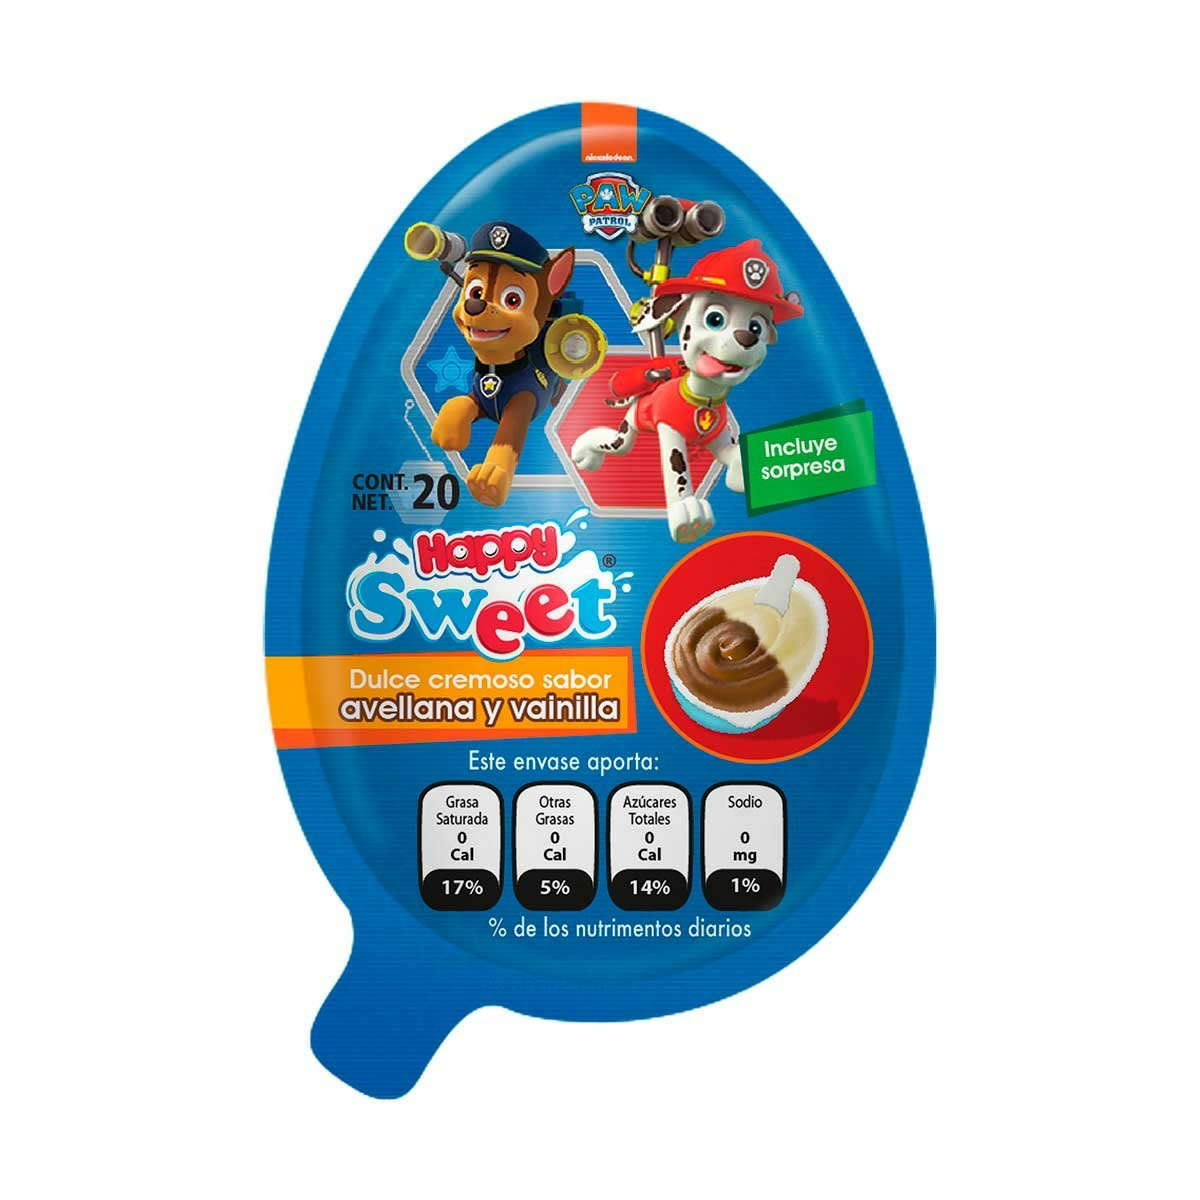 nickelodeon
PAW
PATROL
Incluye
sorpresa
CONT.
NET. 20
Happy
Sweet®
Dulce cremoso sabor
avellana y vainilla
Este envase aporta:
Grasa Saturada 0 Cal 17%
Otras Grasas 0 Cal 5%
Azúcares Totales 0 Cal 14%
Sodio 0 mg 1%
% de los nutrimentos diarios